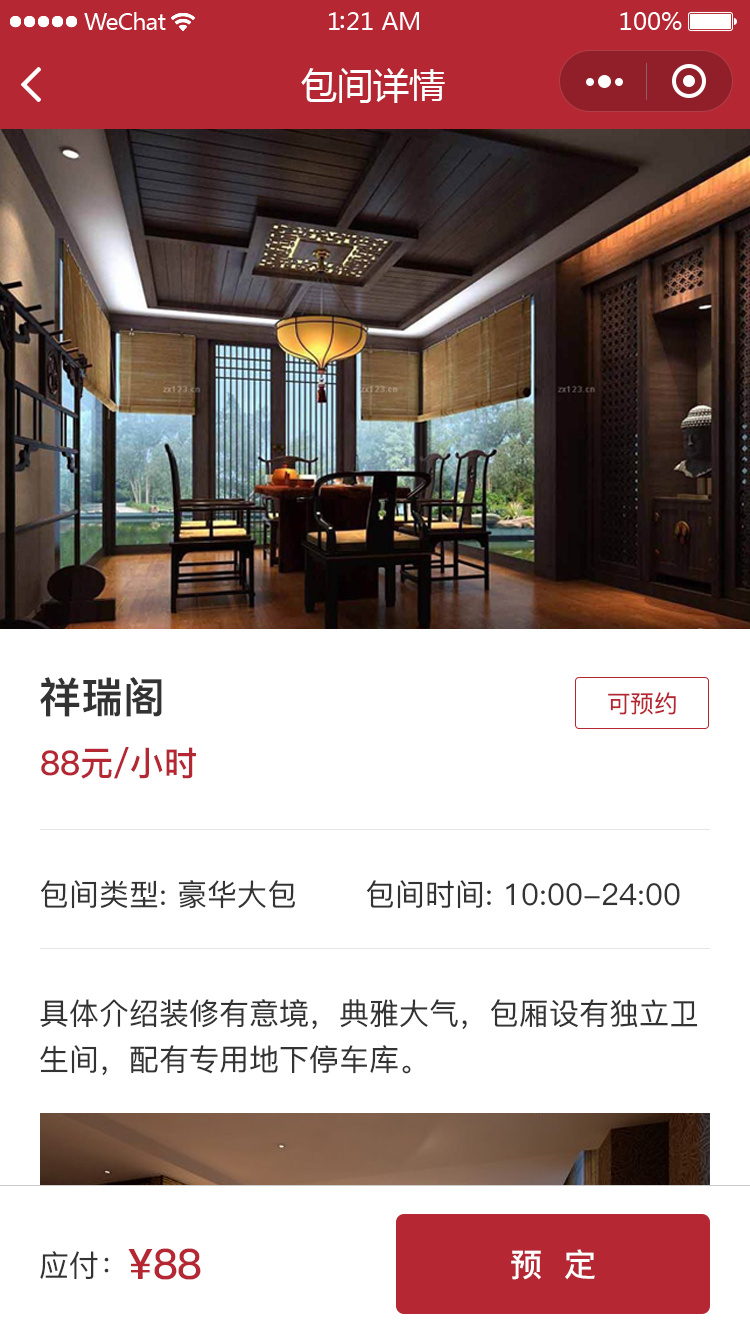 WeChat 1:21 AM 100%
包间详情
zx123.cn zx123.cn zx123.cn
祥瑞阁
可预约
88元/小时
包间类型: 豪华大包 包间时间: 10:00-24:00
具体介绍装修有意境，典雅大气，包厢设有独立卫
生间，配有专用地下停车库。
应付：¥88
预 定